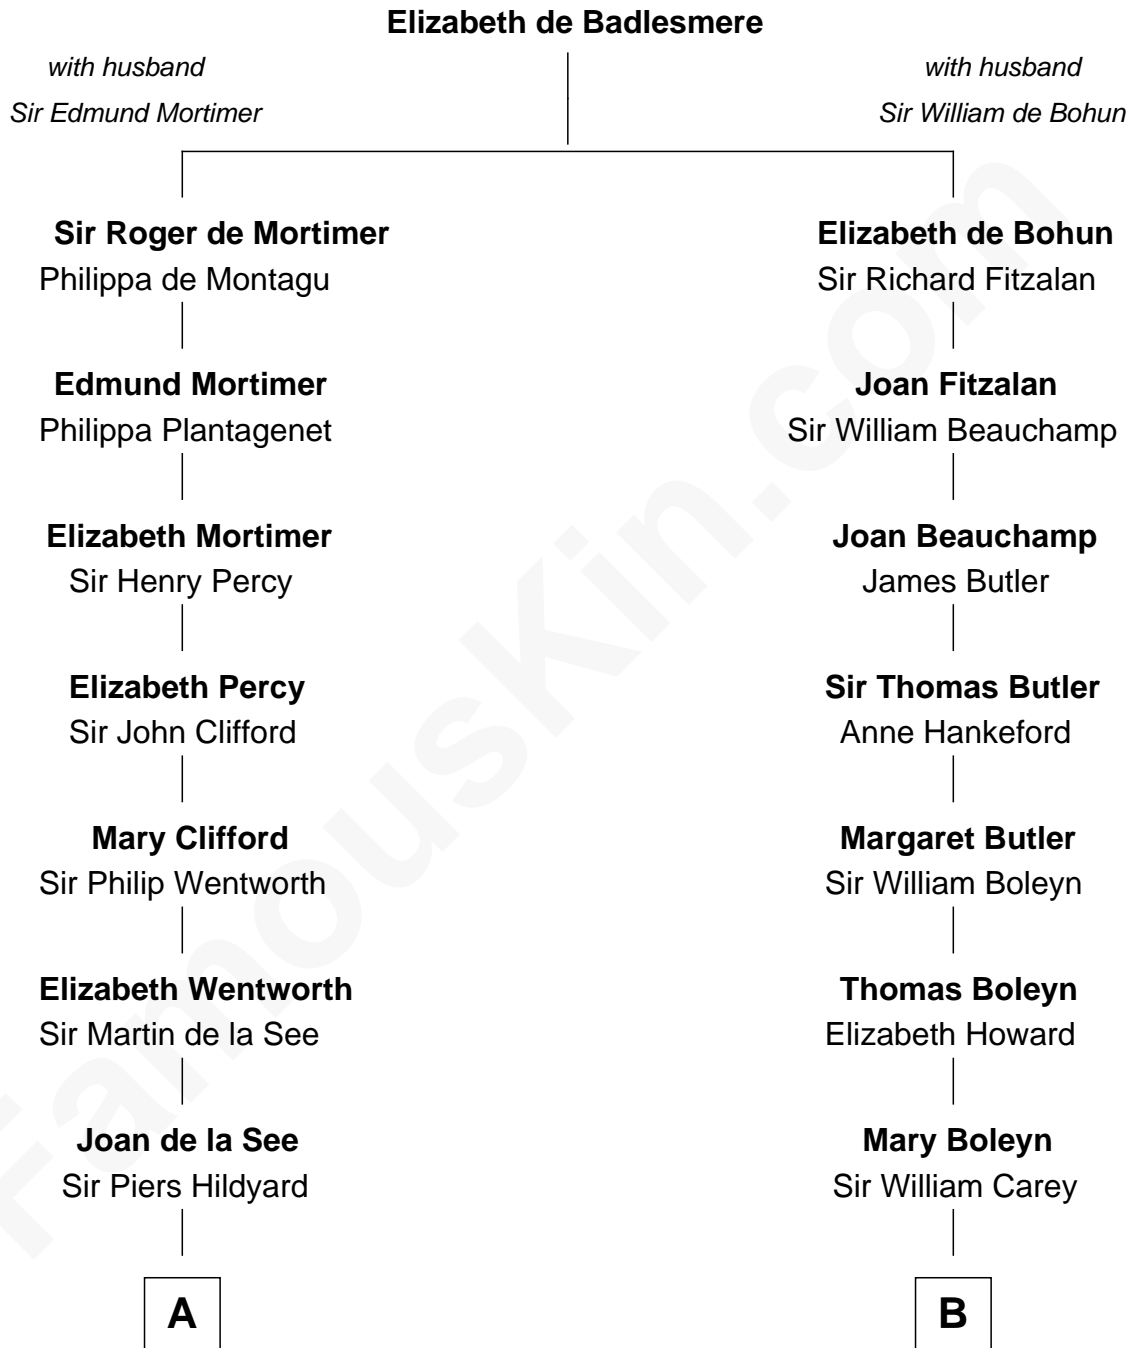 Elizabeth de Badlesmere
with husband
Sir Edmund Mortimer
with husband
Sir William de Bohun
Sir Roger de Mortimer
Philippa de Montagu
Elizabeth de Bohun
Sir Richard Fitzalan
Edmund Mortimer
Philippa Plantagenet
Joan Fitzalan
Sir William Beauchamp
Elizabeth Mortimer
Sir Henry Percy
Joan Beauchamp
James Butler
Elizabeth Percy
Sir John Clifford
Sir Thomas Butler
Anne Hankeford
Mary Clifford
Sir Philip Wentworth
Margaret Butler
Sir William Boleyn
Elizabeth Wentworth
Sir Martin de la See
Thomas Boleyn
Elizabeth Howard
Joan de la See
Sir Piers Hildyard
Mary Boleyn
Sir William Carey
A
B
FamousKin.com